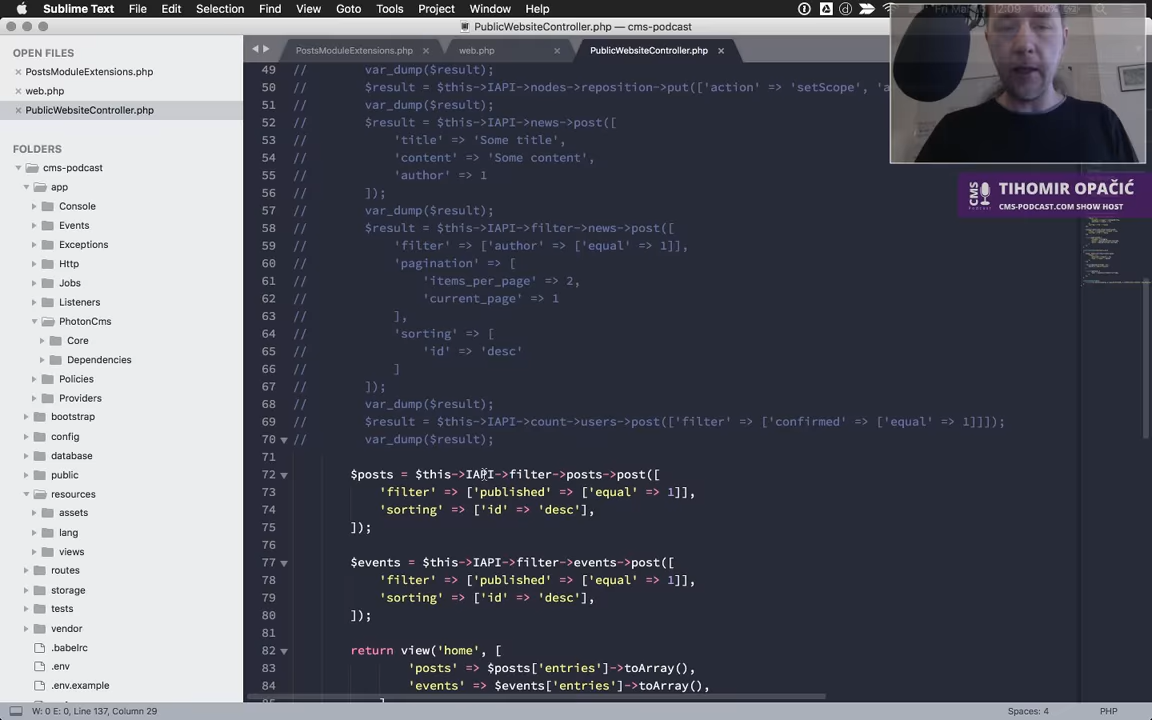 Sublime Text File Edit Selection Find View Goto Tools Project Window Help 100%
PublicWebsiteController.php — cms-podcast
OPEN FILES
PostsModuleExtensions.php
web.php
PublicWebsiteController.php
FOLDERS
cms-podcast
app
Console
Events
Exceptions
Http
Jobs
Listeners
PhotonCms
Core
Dependencies
Policies
Providers
bootstrap
config
database
public
resources
assets
lang
views
routes
storage
tests
vendor
.babelrc
.env
.env.example
PostsModuleExtensions.php web.php PublicWebsiteController.php
49 // var_dump($result);
50 // $result = $this->IAPI->nodes->reposition->put(['action' => 'setScope',
51 // var_dump($result);
52 // $result = $this->IAPI->news->post([
53 // 'title' => 'Some title',
54 // 'content' => 'Some content',
55 // 'author' => 1
56 // ]);
57 // var_dump($result);
58 // $result = $this->IAPI->filter->news->post([
59 // 'filter' => ['author' => ['equal' => 1]],
60 // 'pagination' => [
61 // 'items_per_page' => 2,
62 // 'current_page' => 1
63 // ],
64 // 'sorting' => [
65 // 'id' => 'desc'
66 // ]
67 // ]);
68 // var_dump($result);
69 // $result = $this->IAPI->count->users->post(['filter' => ['confirmed' => ['equal' => 1]]]);
70 // var_dump($result);
71
72 $posts = $this->IAPI->filter->posts->post([
73 'filter' => ['published' => ['equal' => 1]],
74 'sorting' => ['id' => 'desc'],
75 ]);
76
77 $events = $this->IAPI->filter->events->post([
78 'filter' => ['published' => ['equal' => 1]],
79 'sorting' => ['id' => 'desc'],
80 ]);
81
82 return view('home', [
83 'posts' => $posts['entries']->toArray(),
84 'events' => $events['entries']->toArray(),
CMS PODCAST
TIHOMIR OPAČIĆ
CMS-PODCAST.COM SHOW HOST
W: 0 E: 0, Line 137, Column 29 Spaces: 4 PHP